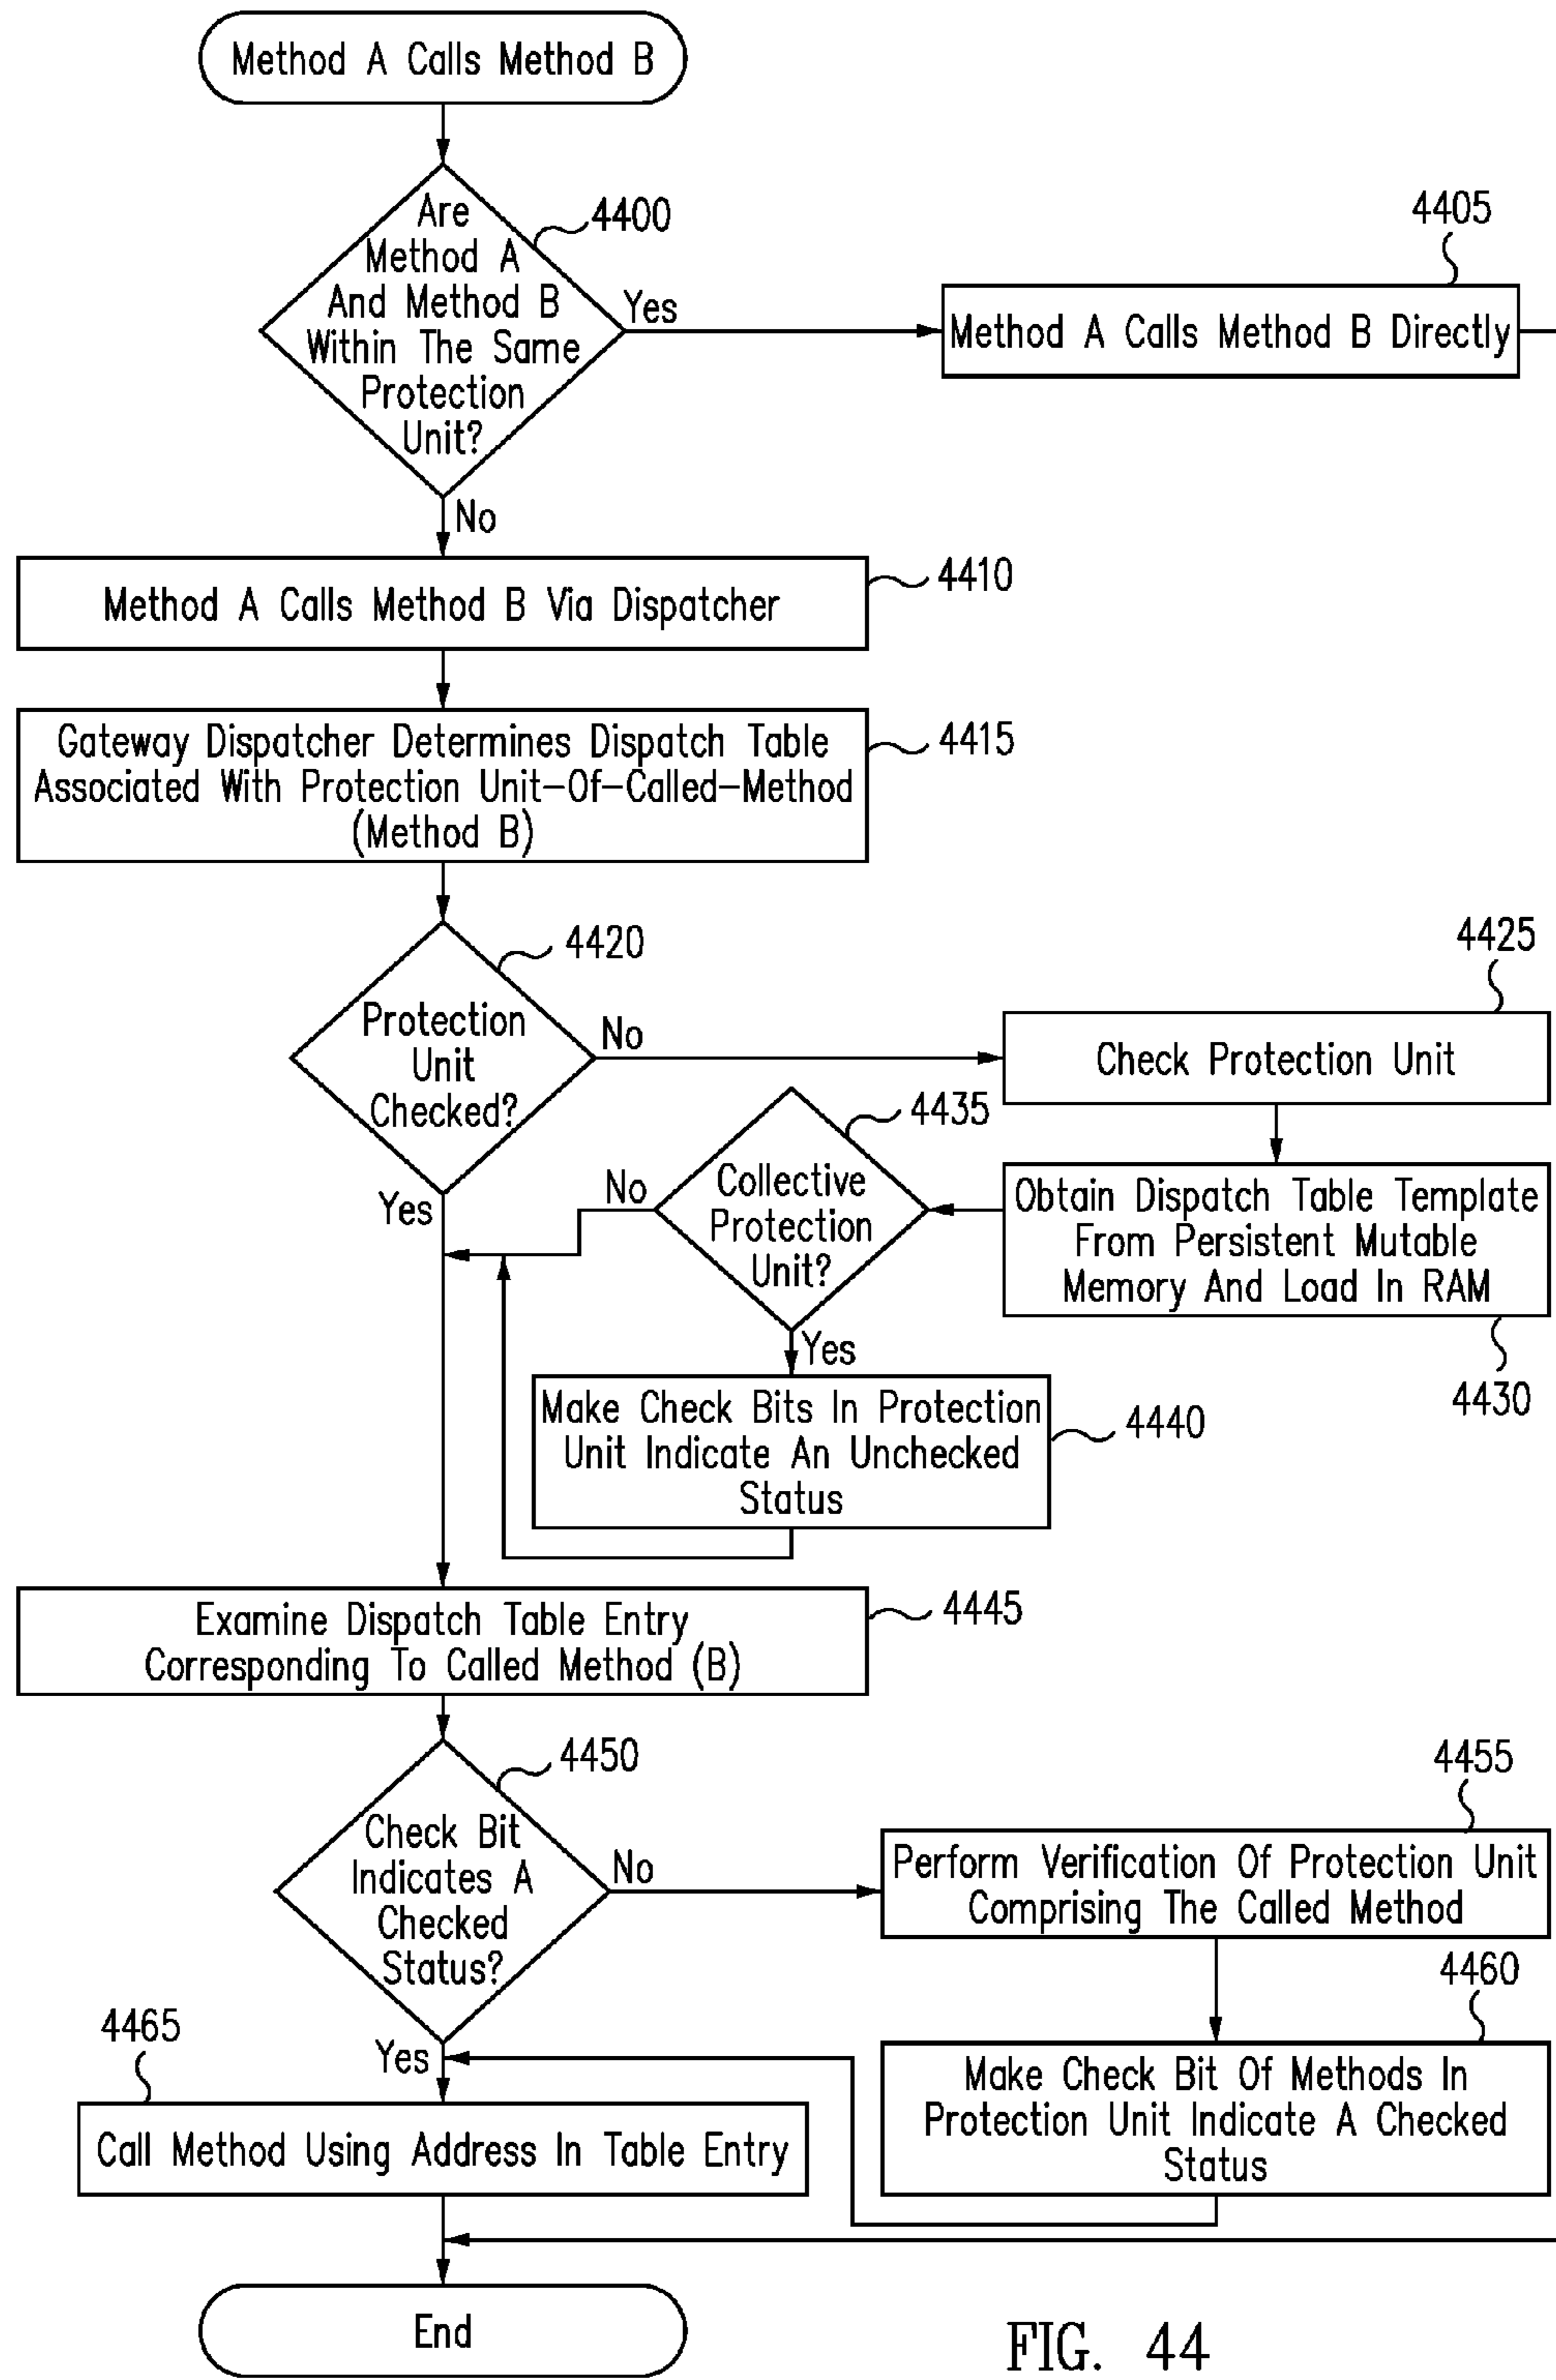 Method A Calls Method B
Are
Method A
And Method B
Within The Same
Protection
Unit?
4400
Yes
4405
Method A Calls Method B Directly
No
Method A Calls Method B Via Dispatcher
4410
Gateway Dispatcher Determines Dispatch Table
Associated With Protection Unit-Of-Called-Method
(Method B)
4415
4420
Protection
Unit
Checked?
No
4425
Check Protection Unit
Yes
4435
Collective
Protection
Unit?
No
Obtain Dispatch Table Template
From Persistent Mutable
Memory And Load In RAM
4430
Yes
Make Check Bits In Protection
Unit Indicate An Unchecked
Status
4440
Examine Dispatch Table Entry
Corresponding To Called Method (B)
4445
4450
Check Bit
Indicates A
Checked
Status?
No
4455
Perform Verification Of Protection Unit
Comprising The Called Method
4460
Make Check Bit Of Methods In
Protection Unit Indicate A Checked
Status
4465
Yes
Call Method Using Address In Table Entry
End
FIG. 44